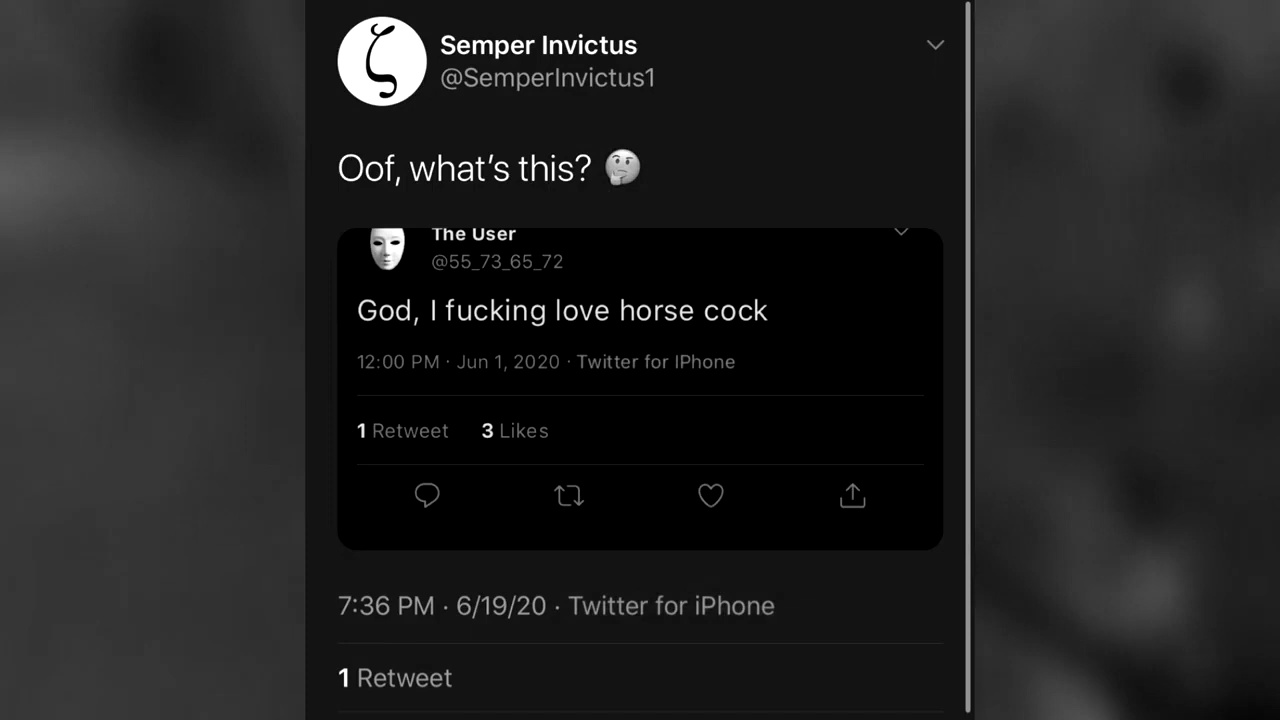 Semper Invictus
@SemperInvictus1
Oof, what's this? 🤔
The User
@55_73_65_72
God, I fucking love horse cock
12:00 PM · Jun 1, 2020 · Twitter for IPhone
1 Retweet 3 Likes
7:36 PM · 6/19/20 · Twitter for iPhone
1 Retweet